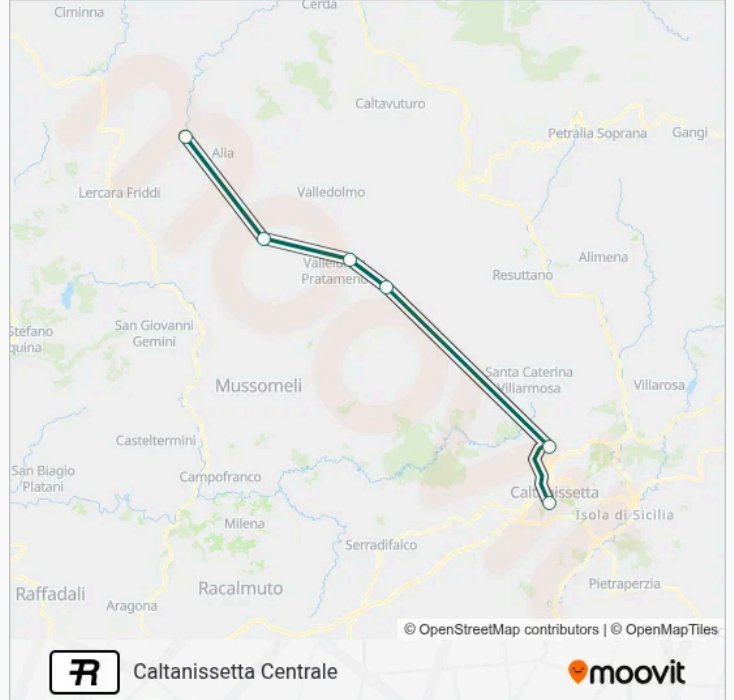 Ciminna
Cerda
Caltavuturo
Petralia Soprana
Gangi
Alia
Lercara Friddi
Valledolmo
Alimena
Resuttano
Pratameno
Stefano
quina
San Giovanni
Gemini
Santa Caterina
Villarmosa
Mussomeli
Villarosa
Casteltermini
San Biagio
Platani
Campofranco
Isola di Sicilia
Milena
Serradifalco
Pietraperzia
Raffadali
Racalmuto
Aragona
© OpenStreetMap contributors | © OpenMapTiles
R
Caltanissetta Centrale
moovit